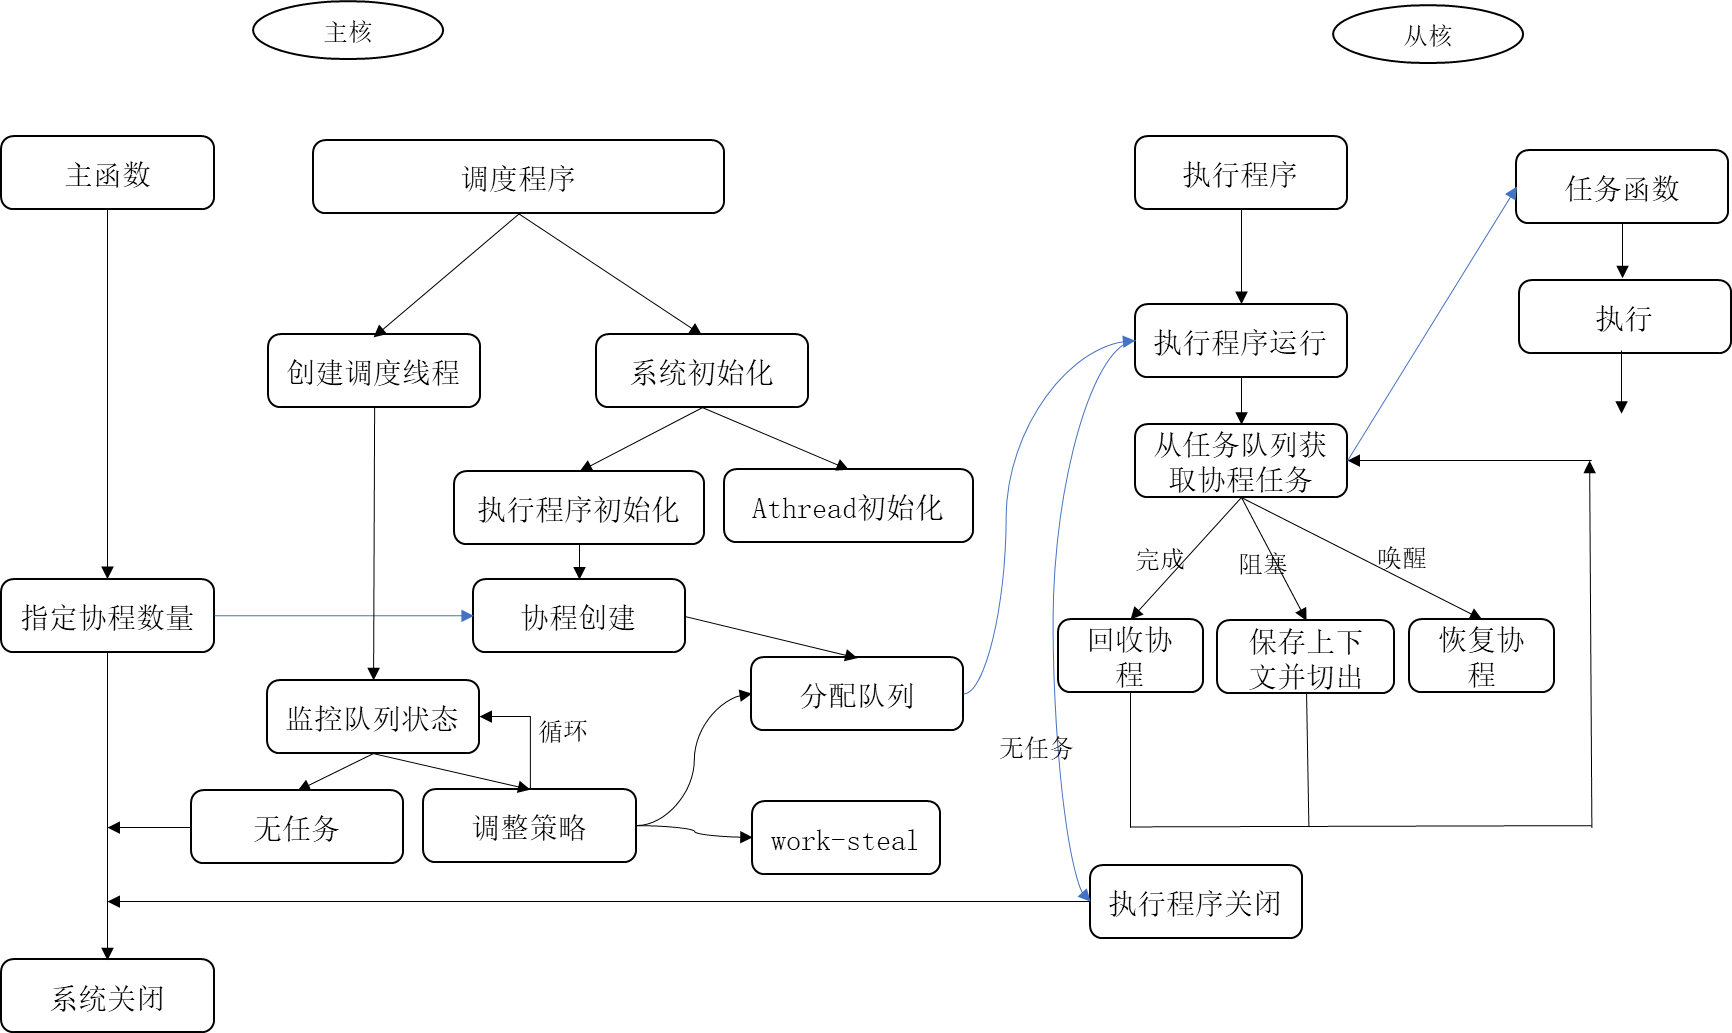 主核
从核
主函数
调度程序
执行程序
任务函数
执行
创建调度线程
系统初始化
执行程序运行
从任务队列获
取协程任务
执行程序初始化
Athread初始化
完成
阻塞
唤醒
指定协程数量
协程创建
回收协
程
保存上下
文并切出
恢复协
程
分配队列
监控队列状态
循环
无任务
无任务
调整策略
work-steal
执行程序关闭
系统关闭